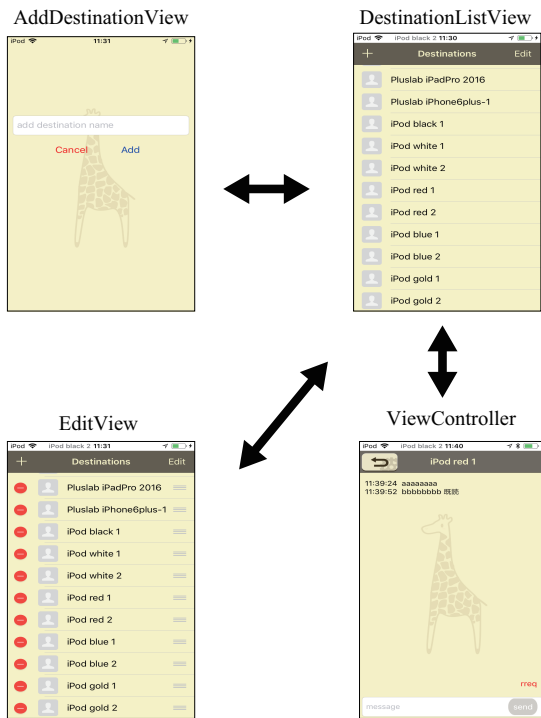 AddDestinationView
iPod 11:31
add destination name
Cancel Add
DestinationListView
iPod iPod black 2 11:30
+ Destinations Edit
Pluslab iPadPro 2016
Pluslab iPhone6plus-1
iPod black 1
iPod white 1
iPod white 2
iPod red 1
iPod red 2
iPod blue 1
iPod blue 2
iPod gold 1
iPod gold 2
EditView
iPod iPod black 2 11:31
+ Destinations Edit
Pluslab iPadPro 2016
Pluslab iPhone6plus-1
iPod black 1
iPod white 1
iPod white 2
iPod red 1
iPod red 2
iPod blue 1
iPod blue 2
iPod gold 1
iPod gold 2
ViewController
iPod iPod black 2 11:40
iPod red 1
11:39:24 aaaaaaaa
11:39:52 bbbbbbbb 既読
rreq
message send